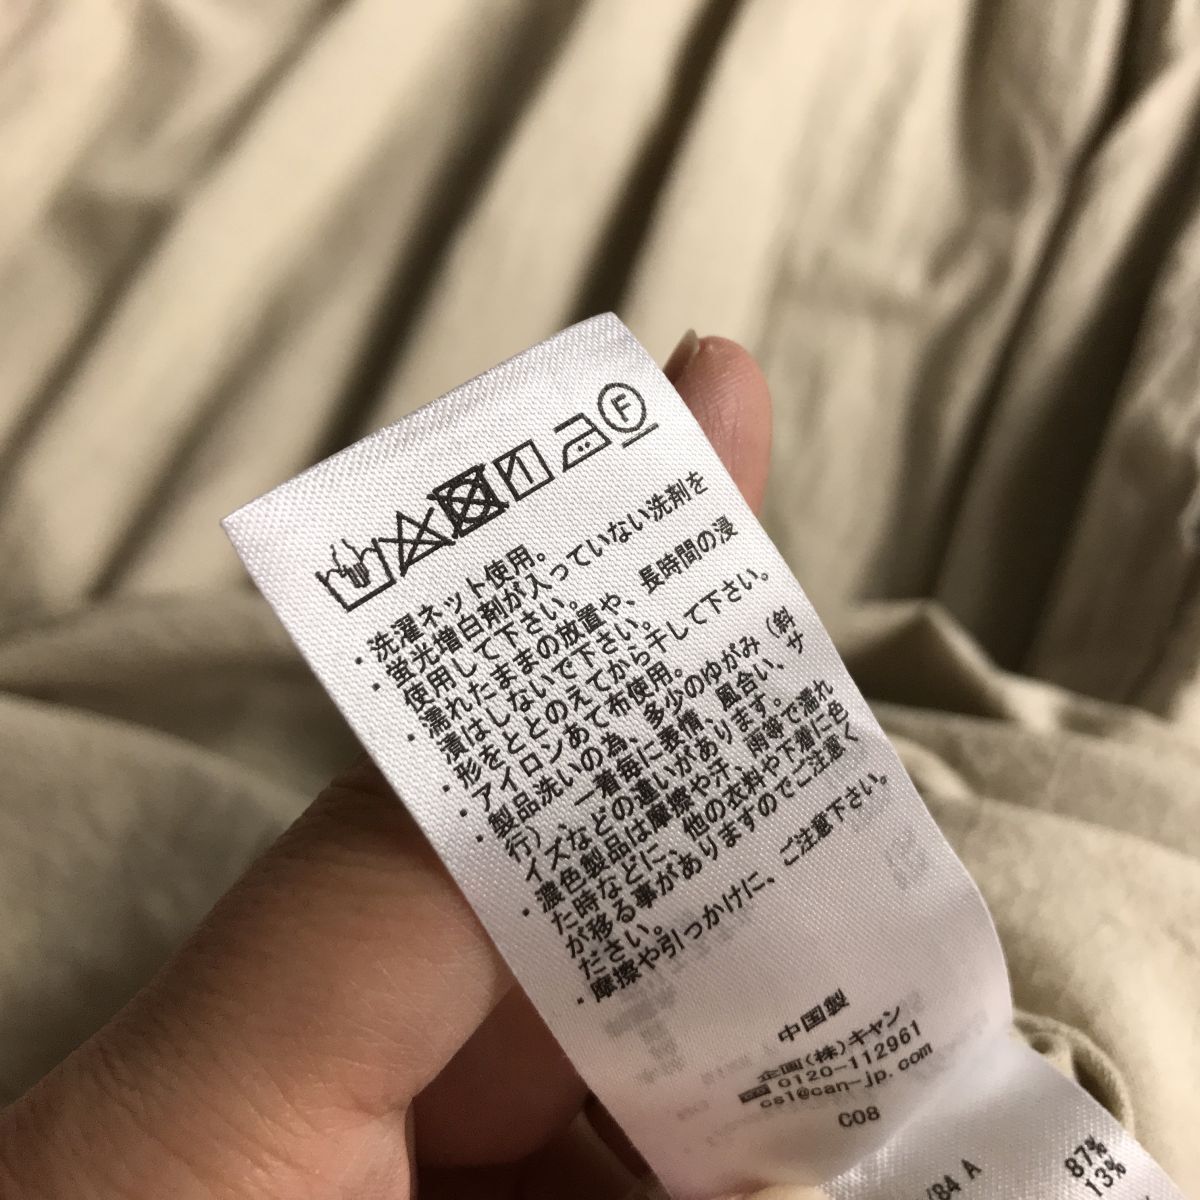 F
・洗濯ネット使用。
・蛍光増白剤が入っていない洗剤を
使用して下さい。
・濡れたままの放置や、長時間の浸
漬はしないで下さい。
・形をととのえてから干して下さい。
・アイロンあて布使用。
・製品洗いの為、多少のゆがみ(斜
行)、一着毎に表情、風合い、サ
イズなどの違いがあります。
・濃色製品は摩擦や汗、雨等で濡れ
た時などに、他の衣料や下着に色
が移る事がありますのでご注意く
ださい。
・摩擦や引っかけに、ご注意下さい。
中国製
企画(株)キャン
0120-112961
cs1@can-jp.com
C08
/84 A
87%
13%